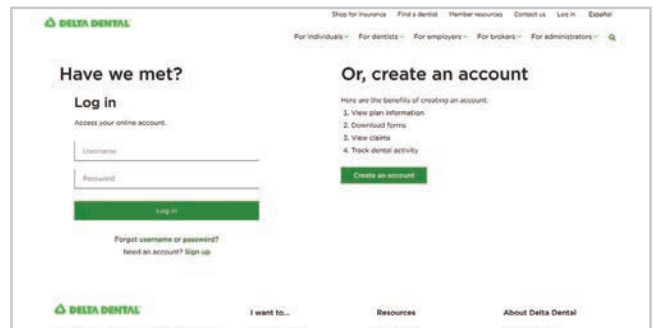 DELTA DENTAL
Shop for insurance Find a dentist Member resources Contact us Log in Español
For individuals For dentists For employers For brokers For administrators
Have we met?
Log in
Access your online account.
Username
Password
Log in
Forgot username or password?
Need an account? Sign up
Or, create an account
Here are the benefits of creating an account:
1. View plan information
2. Download forms
3. View claims
4. Track dental activity
Create an account
DELTA DENTAL
I want to...
Resources
About Delta Dental